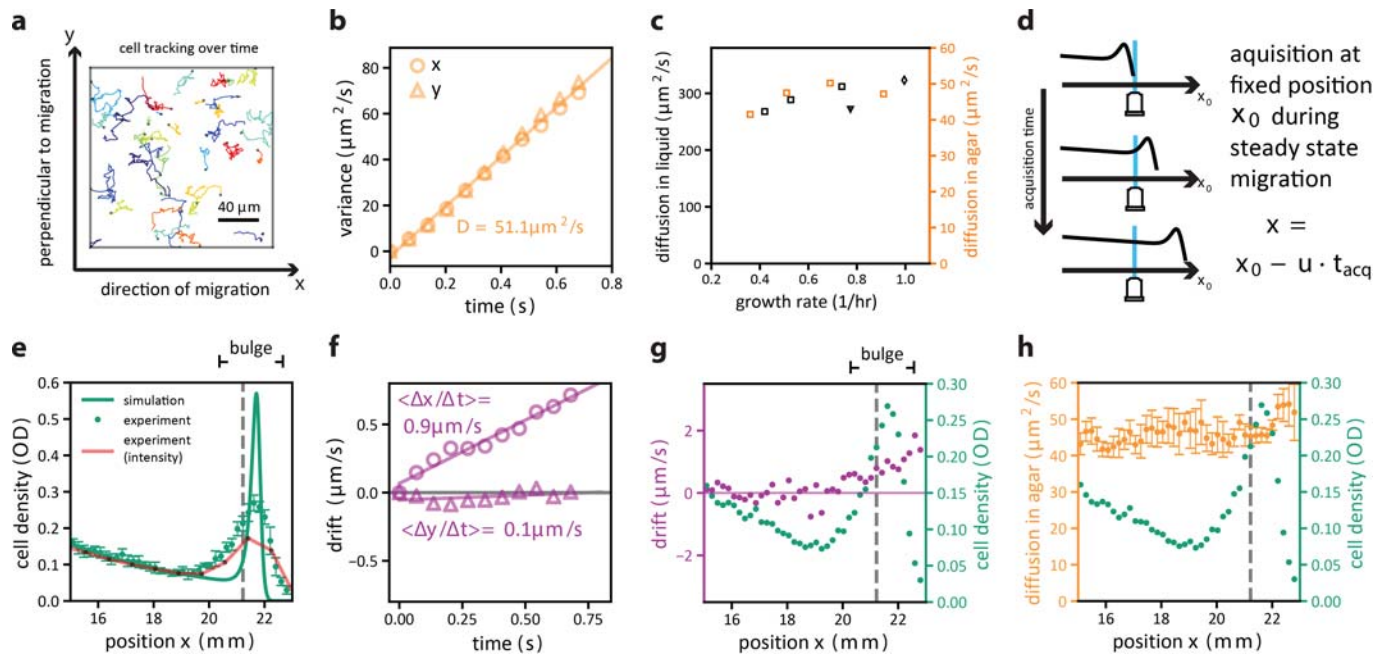 a
y
perpendicular to migration
cell tracking over time
40 µm
x
direction of migration
b
variance (µm²/s)
80
60
40
20
0
x
y
D = 51.1µm²/s
0.0 0.2 0.4 0.6 0.8
time (s)
c
diffusion in liquid (µm²/s)
400
300
200
100
0
60
50
40
30
20
10
0
diffusion in agar (µm²/s)
0.2 0.4 0.6 0.8 1.0
growth rate (1/hr)
d
acquisition time
x₀
x₀
x₀
aquisition at
fixed position
x₀ during
steady state
migration
x =
x₀ − u · t_acq
e
bulge
cell density (OD)
0.6
0.5
0.4
0.3
0.2
0.1
0.0
simulation
experiment
experiment
(intensity)
16 18 20 22
position x (mm)
f
drift (µm/s)
0.5
0.0
−0.5
<Δx/Δt>=
0.9µm/s
<Δy/Δt>= 0.1µm/s
0.00 0.25 0.50 0.75
time (s)
g
bulge
drift (µm/s)
2
0
−2
0.30
0.25
0.20
0.15
0.10
0.05
0.00
cell density (OD)
16 18 20 22
position x (mm)
h
diffusion in agar (µm²/s)
60
50
40
30
20
10
0
0.30
0.25
0.20
0.15
0.10
0.05
0.00
cell density (OD)
16 18 20 22
position x (mm)